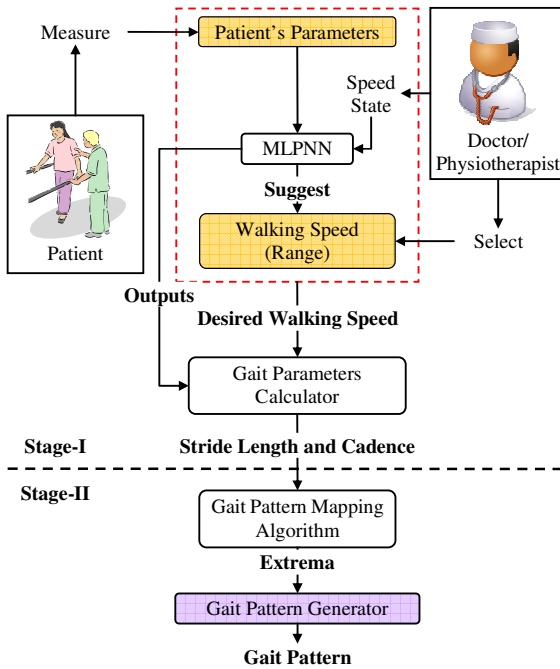 Measure
Patient's Parameters
Speed
State
Doctor/
Physiotherapist
MLPNN
Suggest
Patient
Walking Speed
(Range)
Select
Outputs
Desired Walking Speed
Gait Parameters
Calculator
Stage-I
Stride Length and Cadence
Stage-II
Gait Pattern Mapping
Algorithm
Extrema
Gait Pattern Generator
Gait Pattern